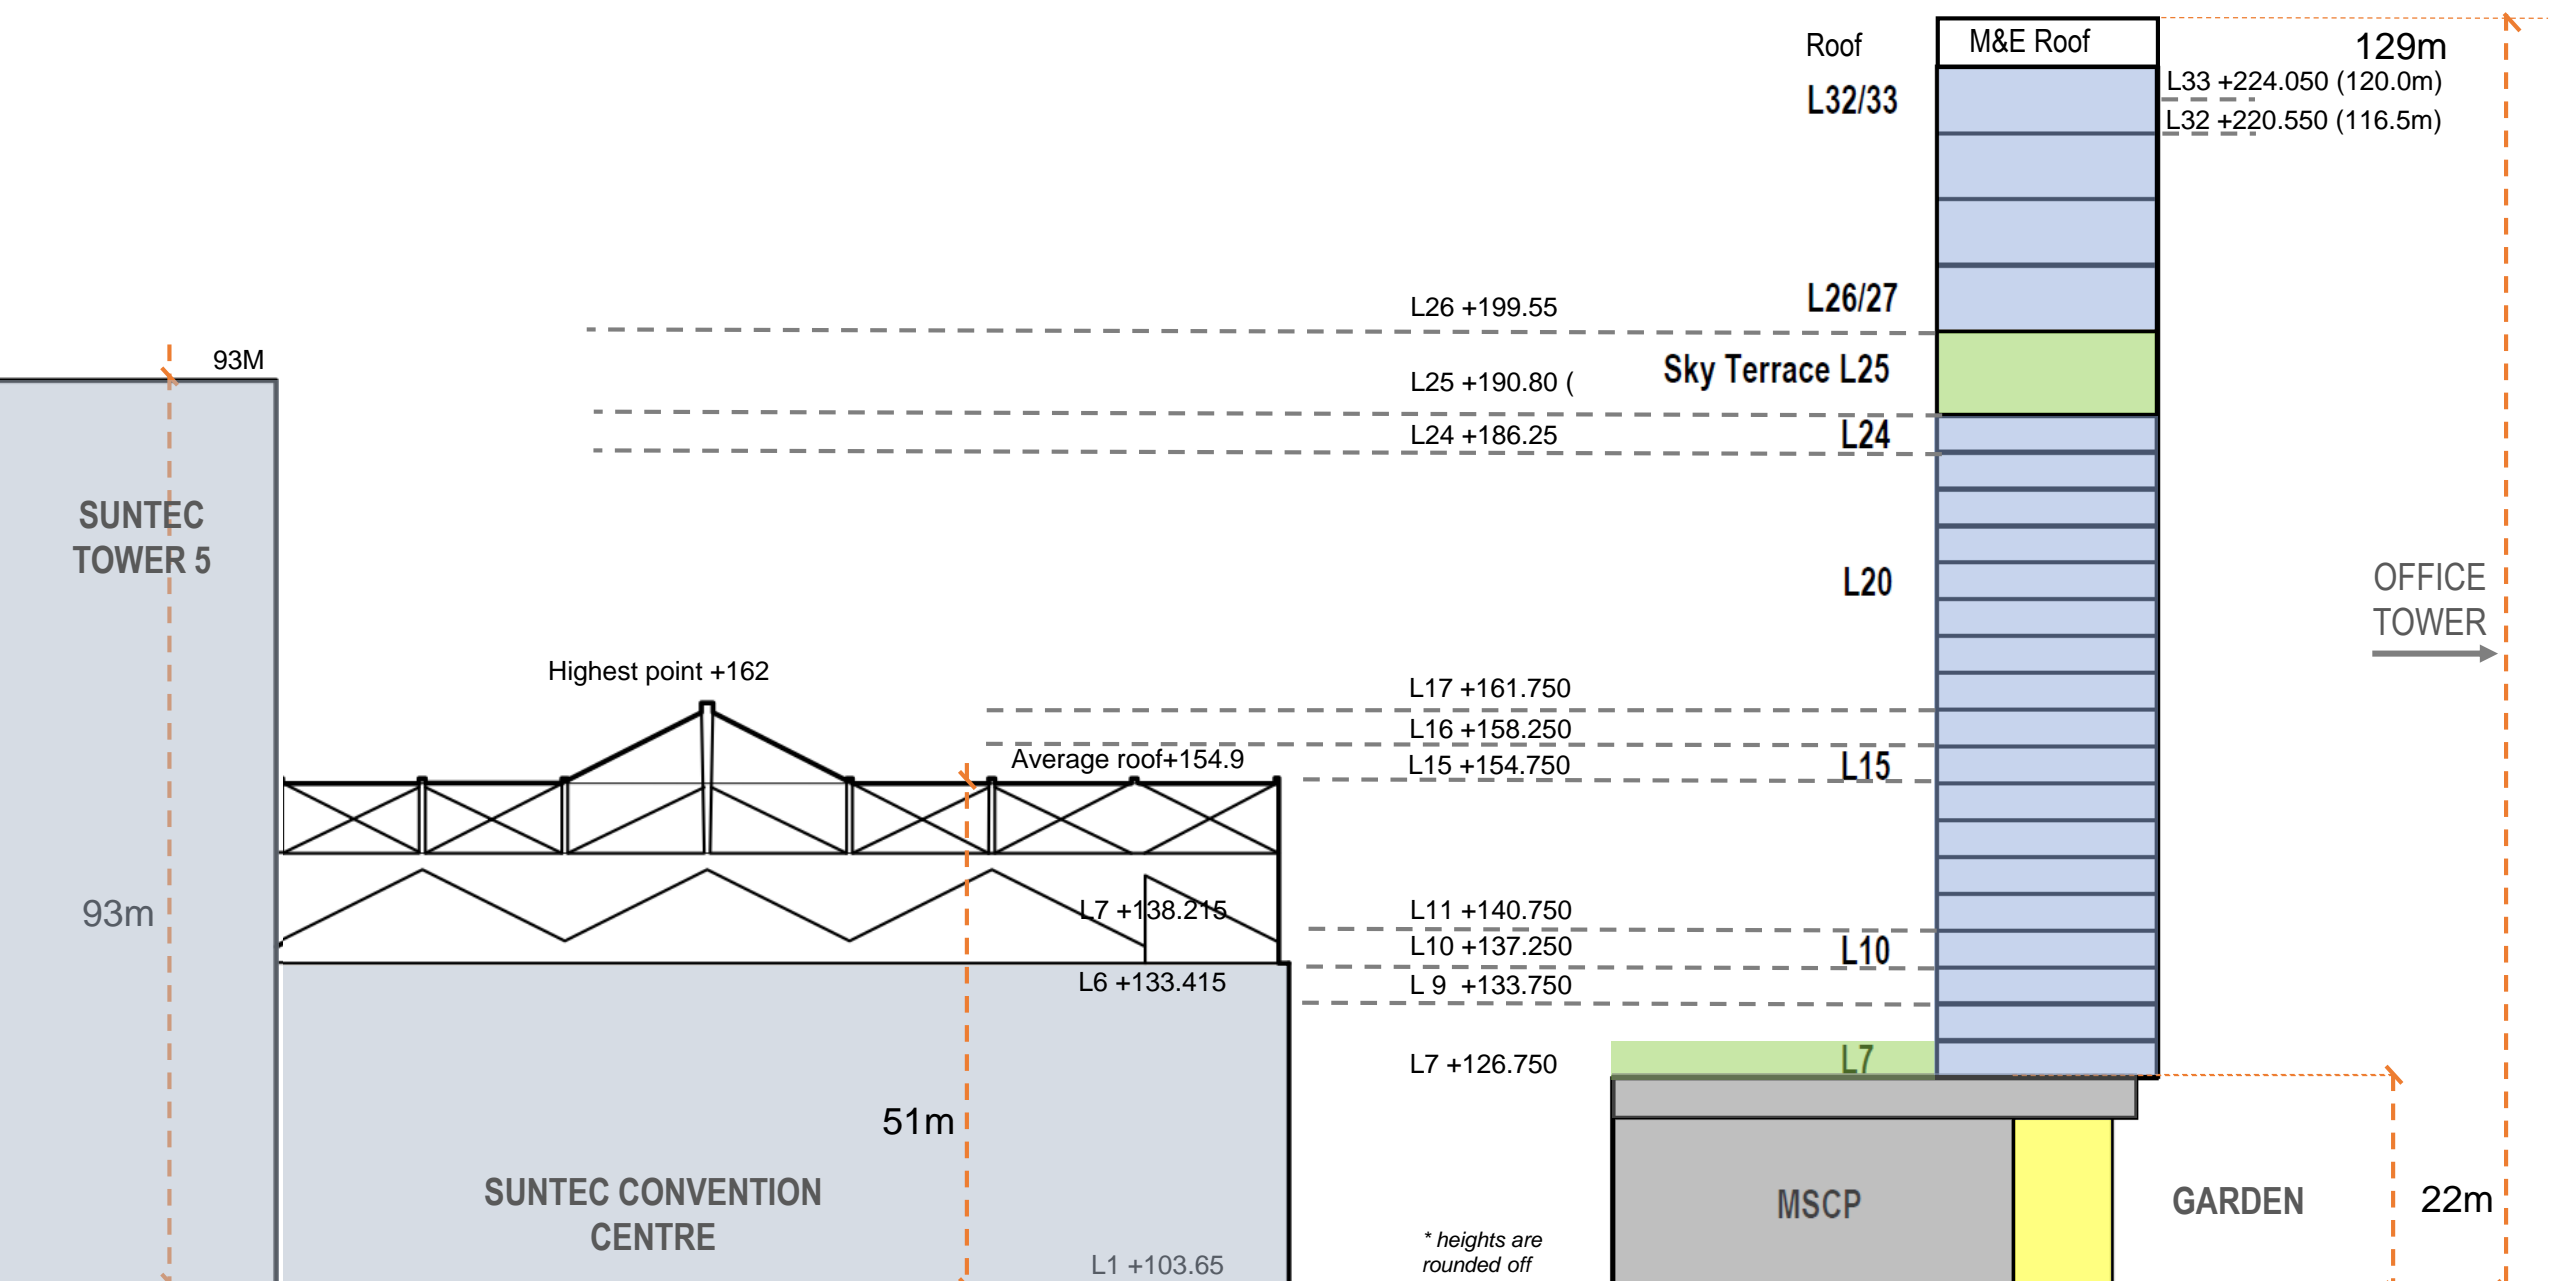 Roof
M&E Roof
129m
L33 +224.050 (120.0m)
L32/33
L32 +220.550 (116.5m)
L26 +199.55
L26/27
93M
Sky Terrace L25
L25 +190.80 (
L24 +186.25
L24
SUNTEC
TOWER 5
L20
OFFICE
TOWER
Highest point +162
L17 +161.750
L16 +158.250
Average roof+154.9
L15 +154.750
L15
93m
L7 +138.215
L11 +140.750
L10 +137.250
L10
L6 +133.415
L 9 +133.750
L7 +126.750
L7
51m
SUNTEC CONVENTION
CENTRE
MSCP
GARDEN
22m
* heights are
rounded off
L1 +103.65